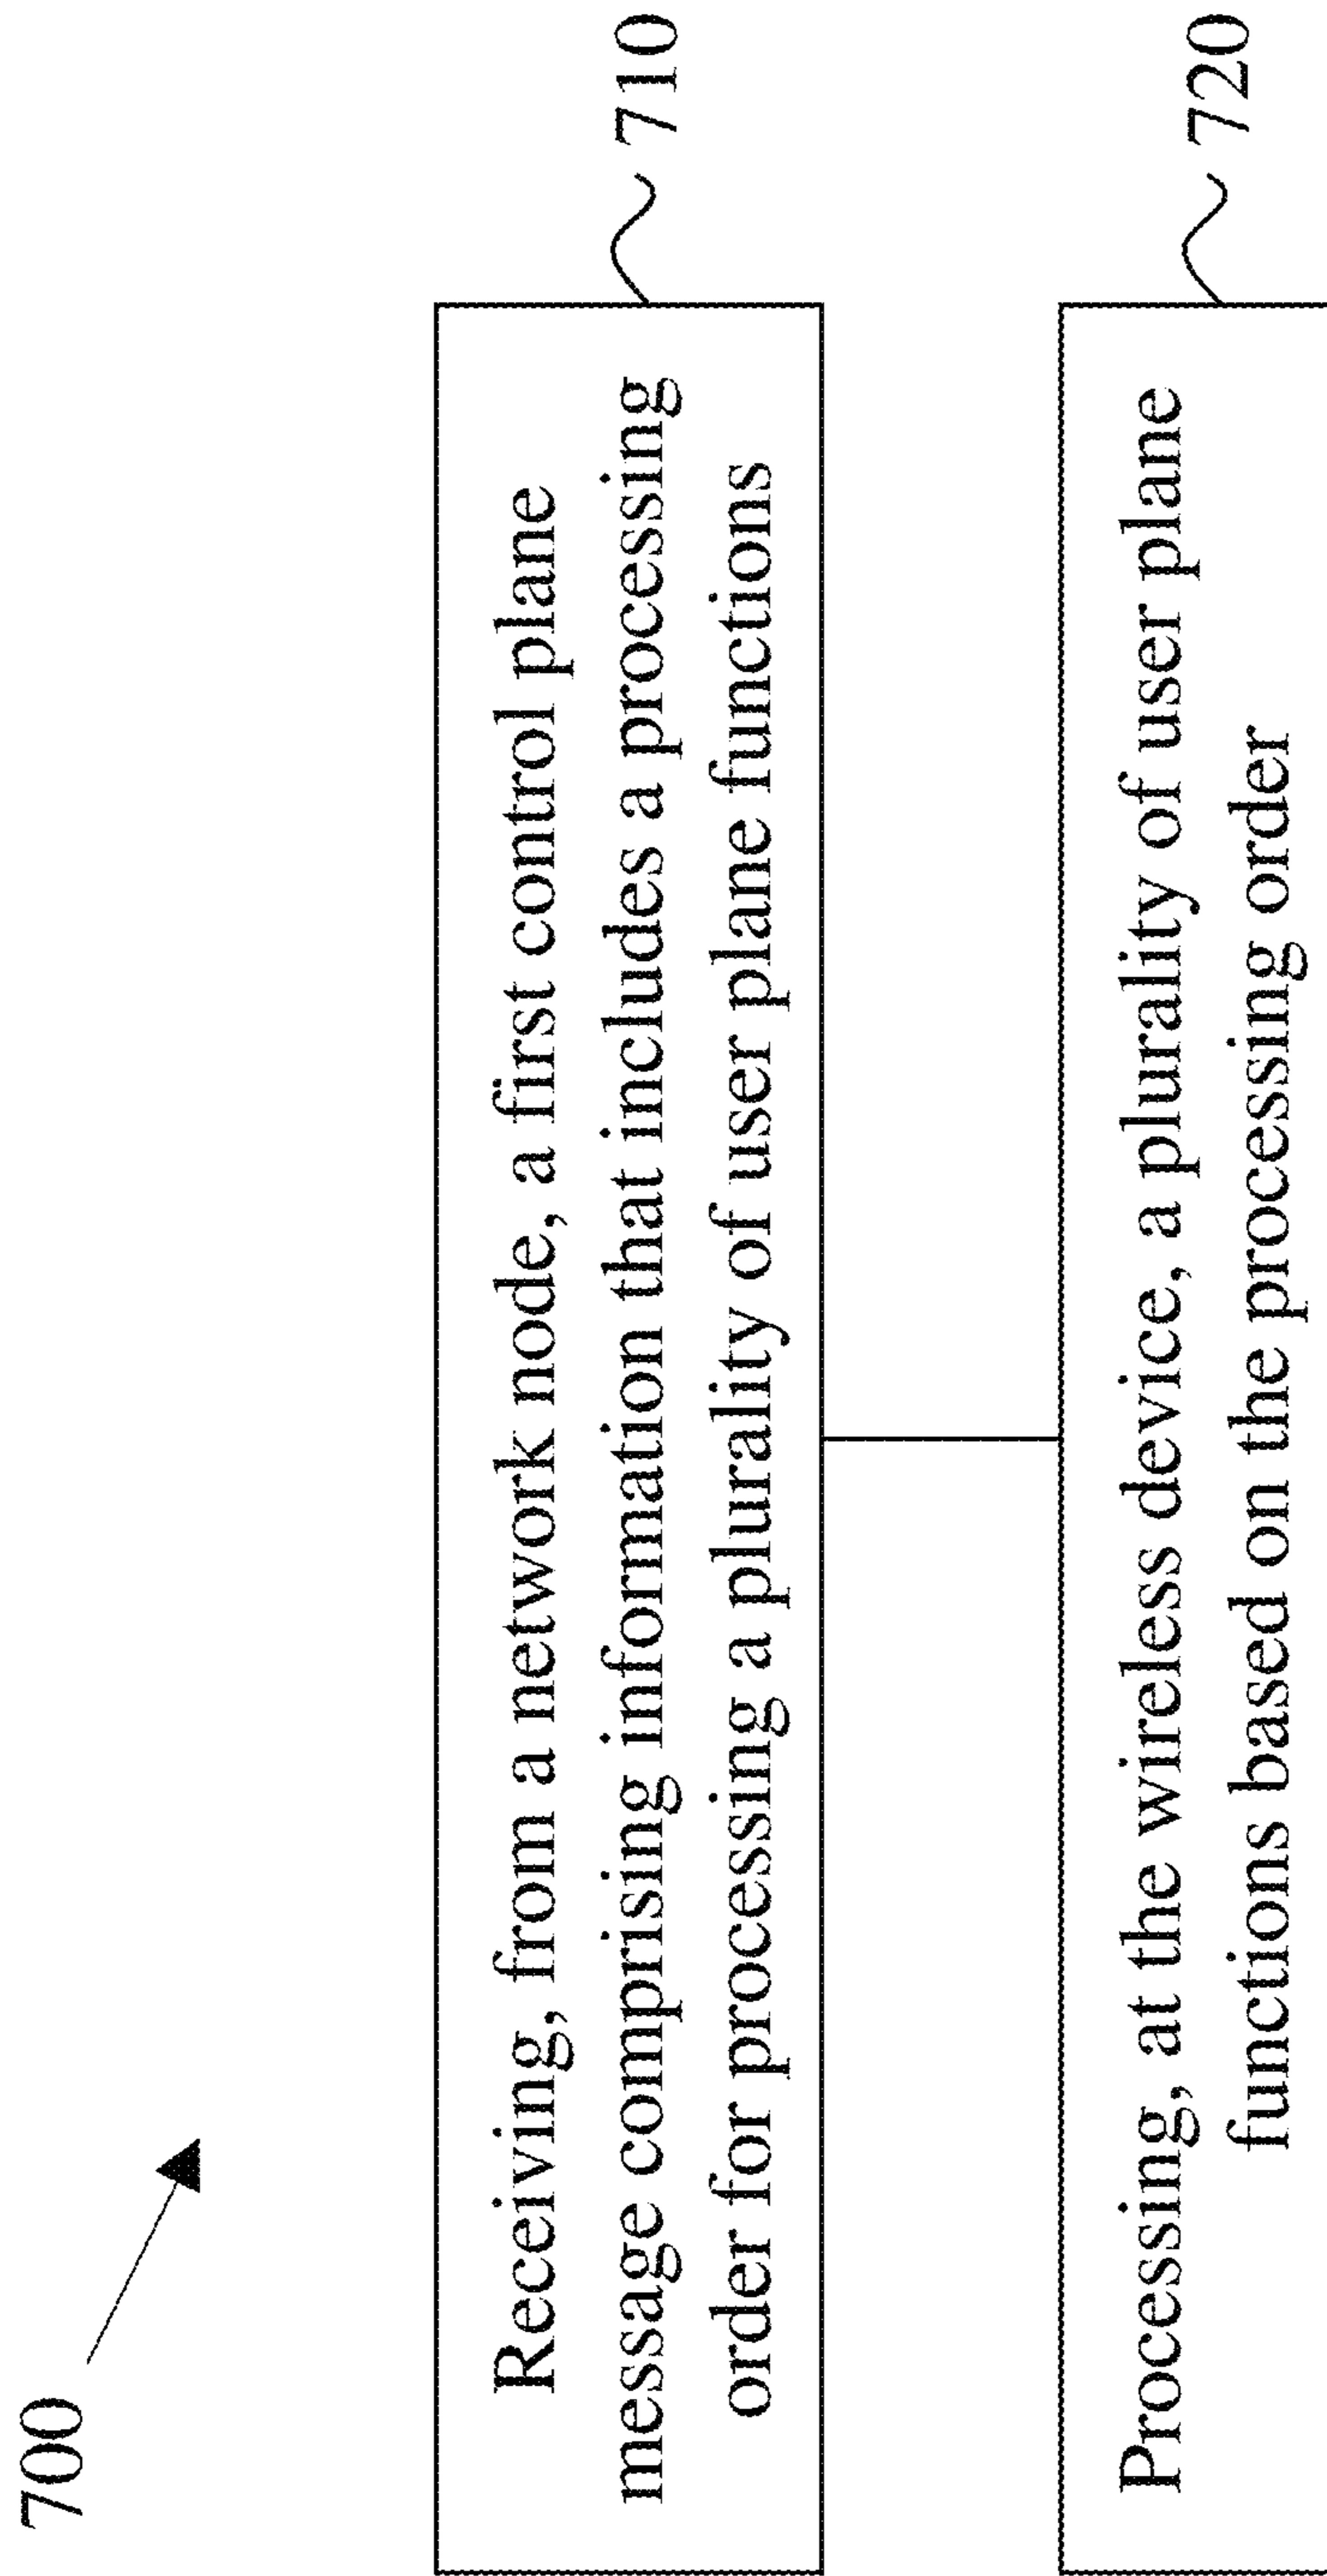 700
Receiving, from a network node, a first control plane
message comprising information that includes a processing
order for processing a plurality of user plane functions
710
Processing, at the wireless device, a plurality of user plane
functions based on the processing order
720